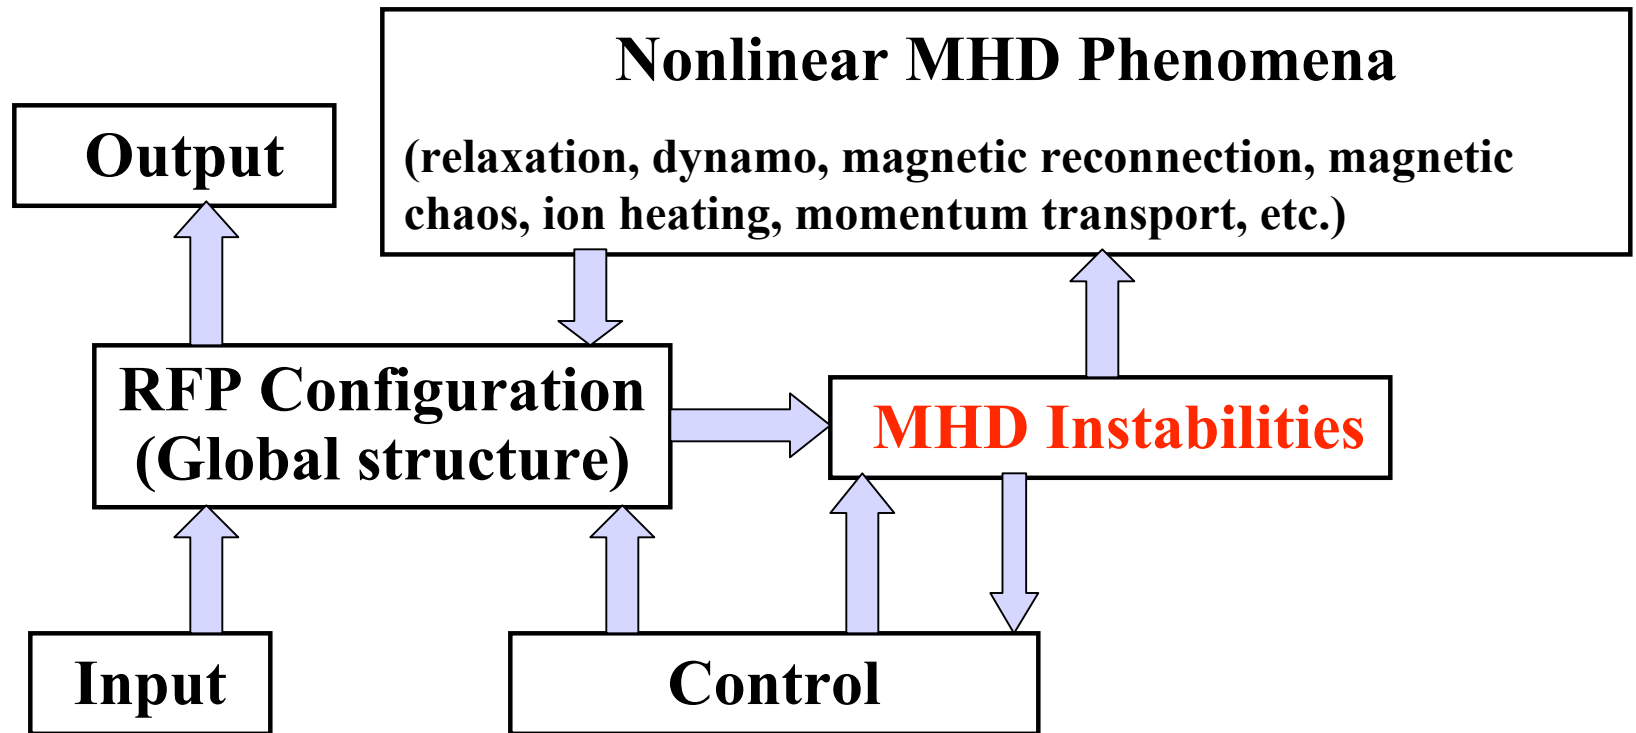 Nonlinear MHD Phenomena
(relaxation, dynamo, magnetic reconnection, magnetic
chaos, ion heating, momentum transport, etc.)
Output
RFP Configuration
(Global structure)
MHD Instabilities
Input
Control